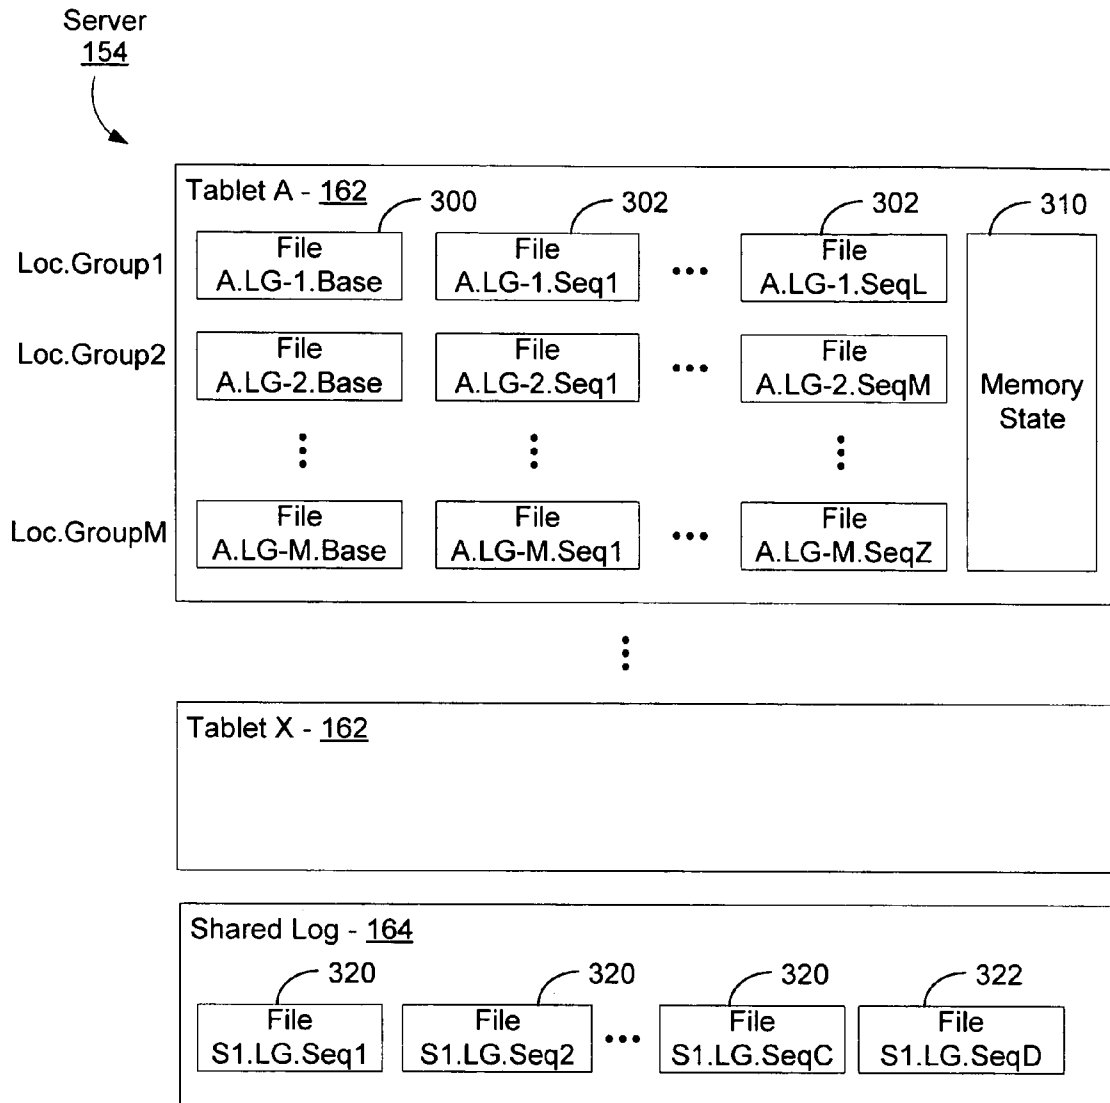 Server
154
Tablet A - 162
300
302
302
310
Loc.Group1
File
A.LG-1.Base
File
A.LG-1.Seq1
•••
File
A.LG-1.SeqL
Loc.Group2
File
A.LG-2.Base
File
A.LG-2.Seq1
•••
File
A.LG-2.SeqM
Memory
State
Loc.GroupM
File
A.LG-M.Base
File
A.LG-M.Seq1
•••
File
A.LG-M.SeqZ
Tablet X - 162
Shared Log - 164
320
320
320
322
File
S1.LG.Seq1
File
S1.LG.Seq2
•••
File
S1.LG.SeqC
File
S1.LG.SeqD